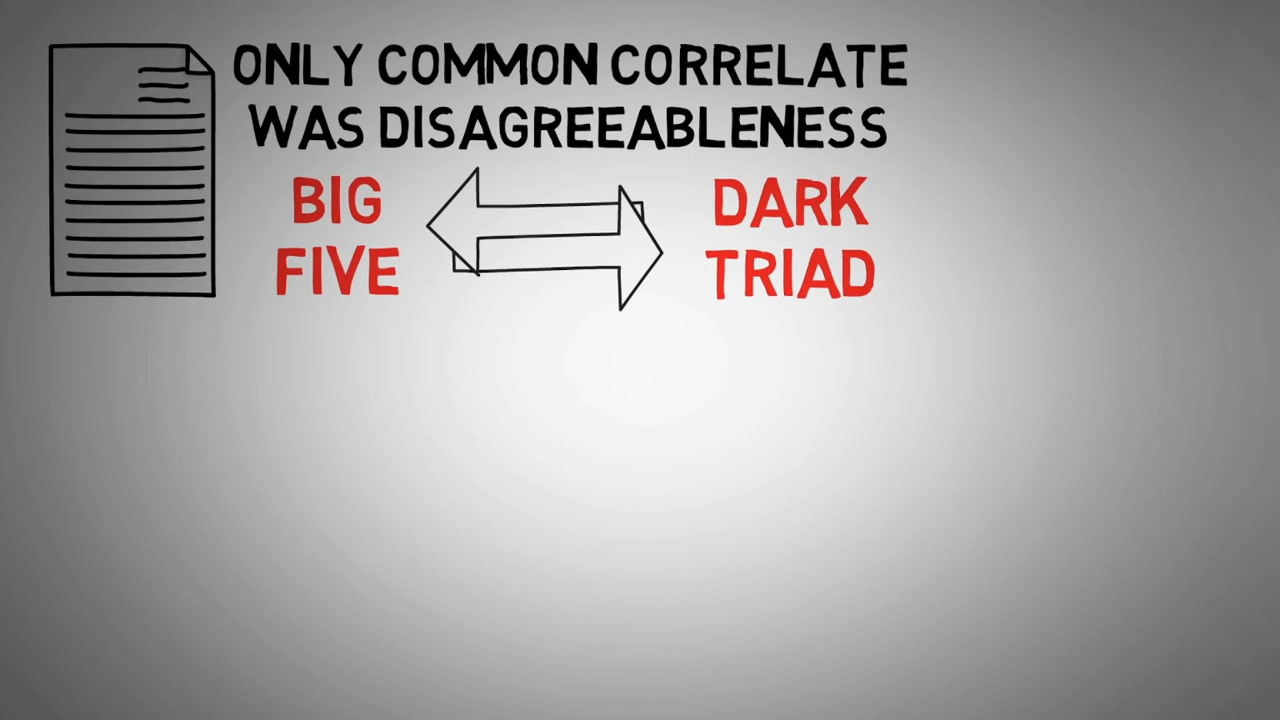 ONLY COMMON CORRELATE
WAS DISAGREEABLENESS
BIG
FIVE
DARK
TRIAD